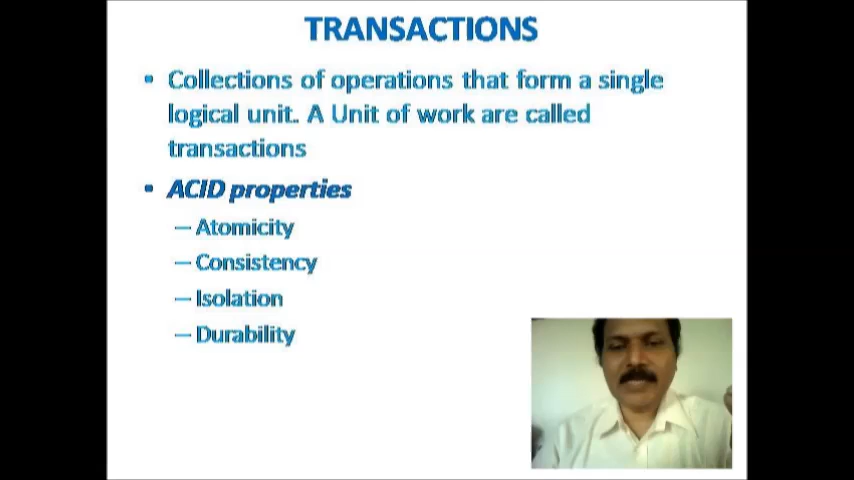 TRANSACTIONS
• Collections of operations that form a single
logical unit. A Unit of work are called
transactions
• ACID properties
– Atomicity
– Consistency
– Isolation
– Durability